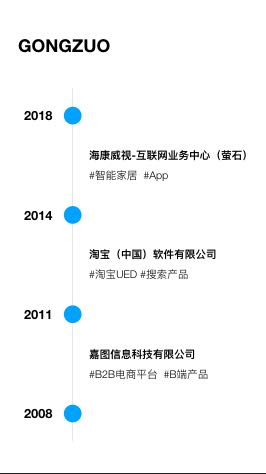 GONGZUO
2018
海康威视-互联网业务中心（萤石）
#智能家居 #App
2014
淘宝（中国）软件有限公司
#淘宝UED #搜索产品
2011
嘉图信息科技有限公司
#B2B电商平台 #B端产品
2008